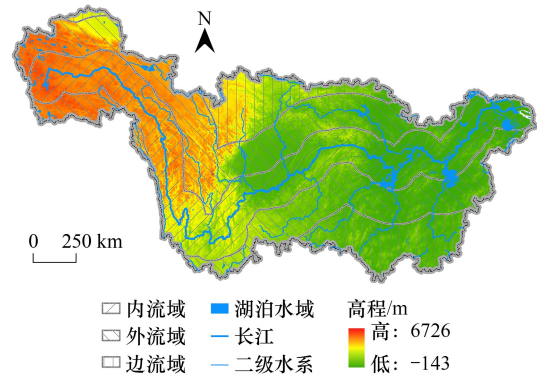 N
0 250 km
内流域 湖泊水域 高程/m
外流域 长江 高：6726
边流域 二级水系 低：-143